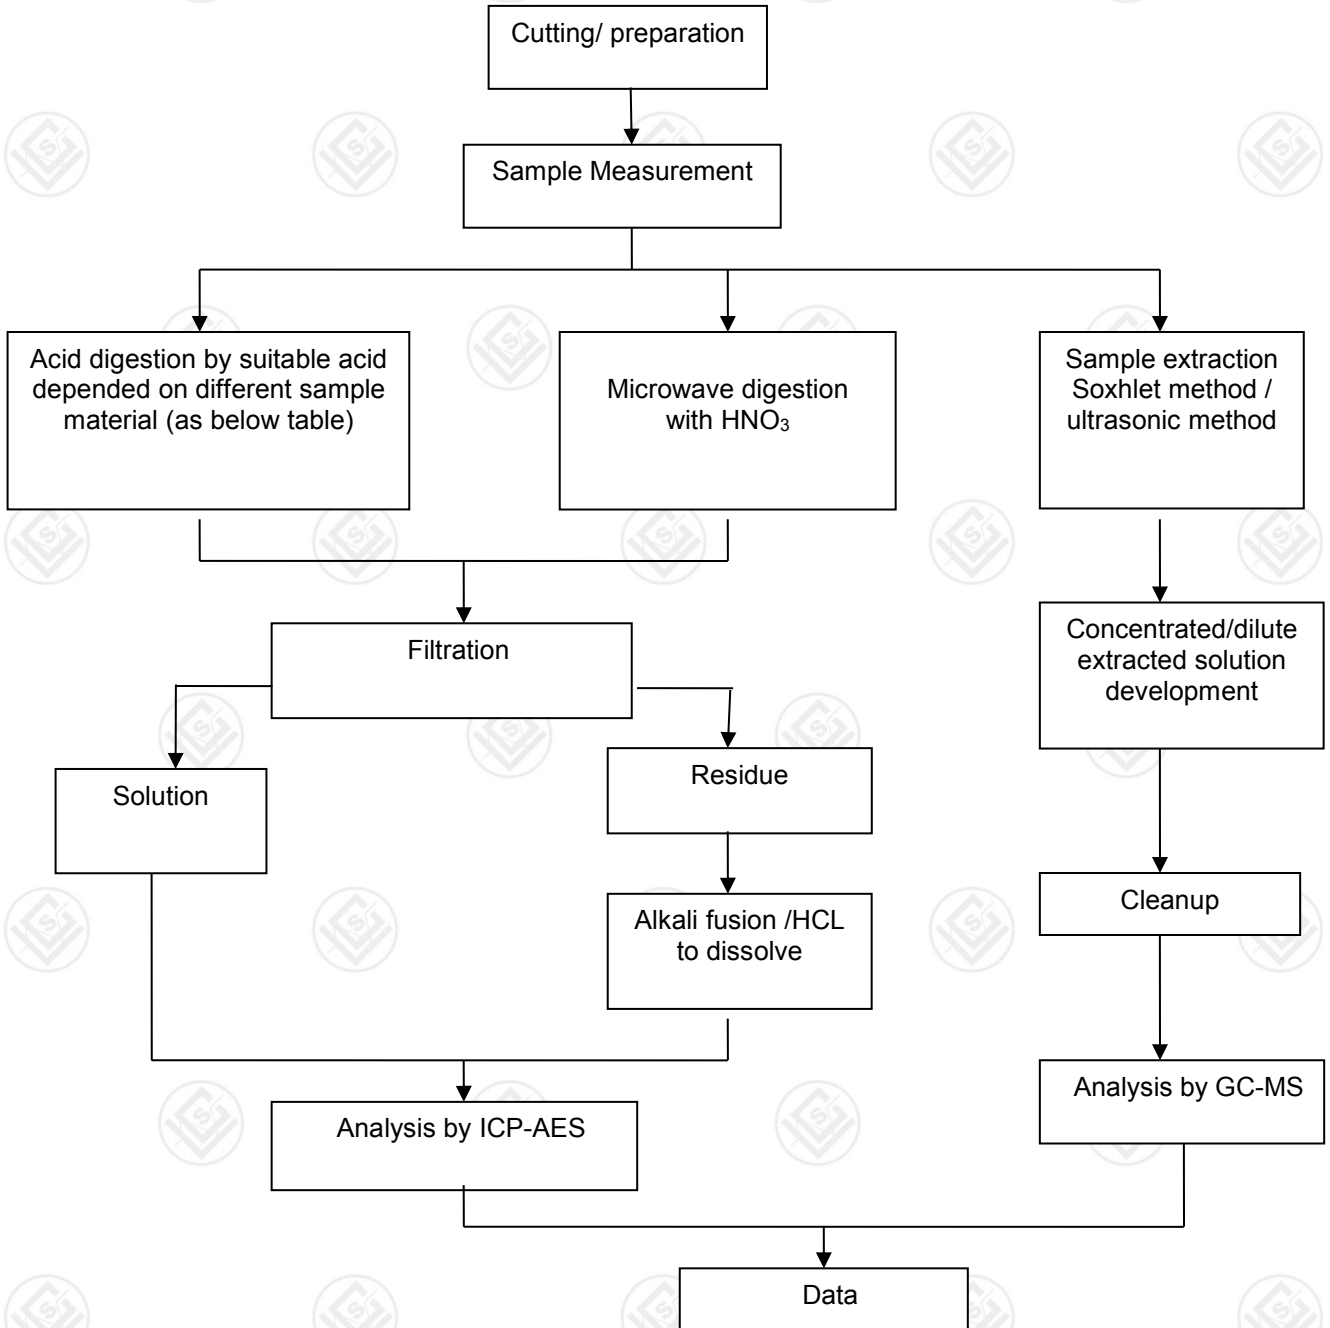 Cutting/ preparation
Sample Measurement
Acid digestion by suitable acid
depended on different sample
material (as below table)
Microwave digestion
with HNO₃
Sample extraction
Soxhlet method /
ultrasonic method
Filtration
Concentrated/dilute
extracted solution
development
Solution
Residue
Alkali fusion /HCL
to dissolve
Cleanup
Analysis by ICP-AES
Analysis by GC-MS
Data